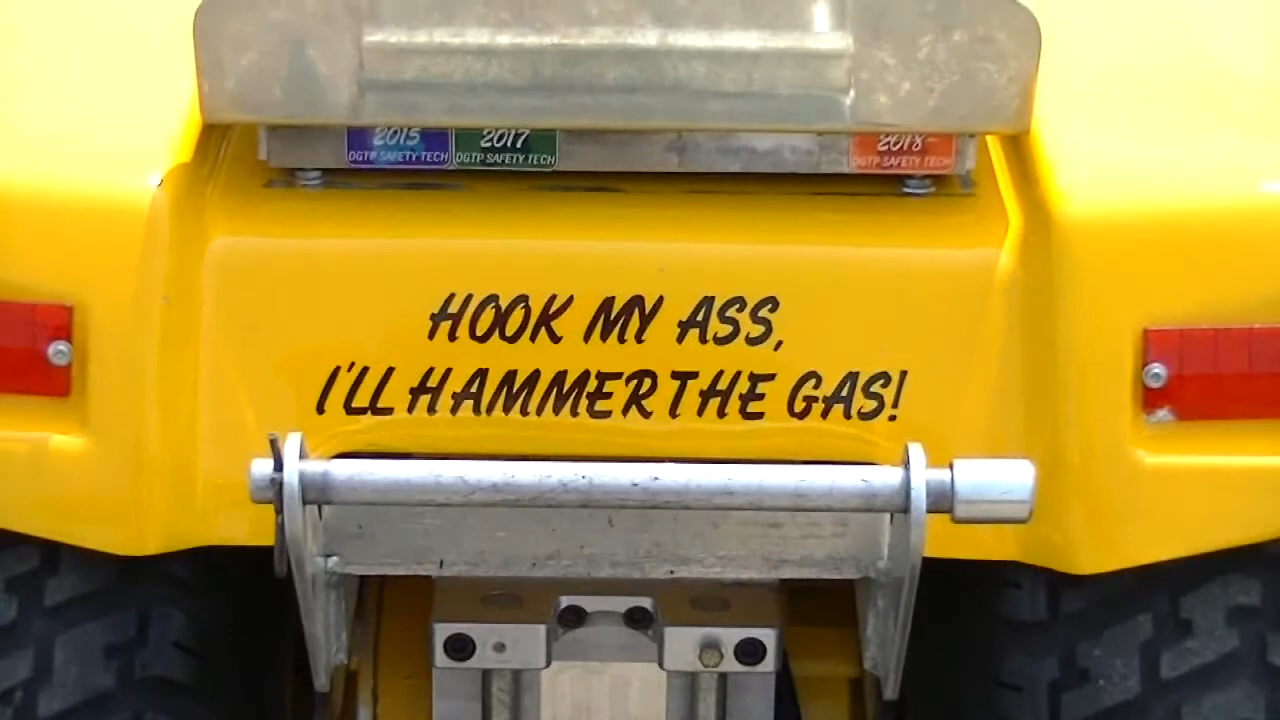 2015
DGTP SAFETY TECH
2017
DGTP SAFETY TECH
2018
DGTP SAFETY TECH
HOOK MY ASS,
I'LL HAMMER THE GAS!